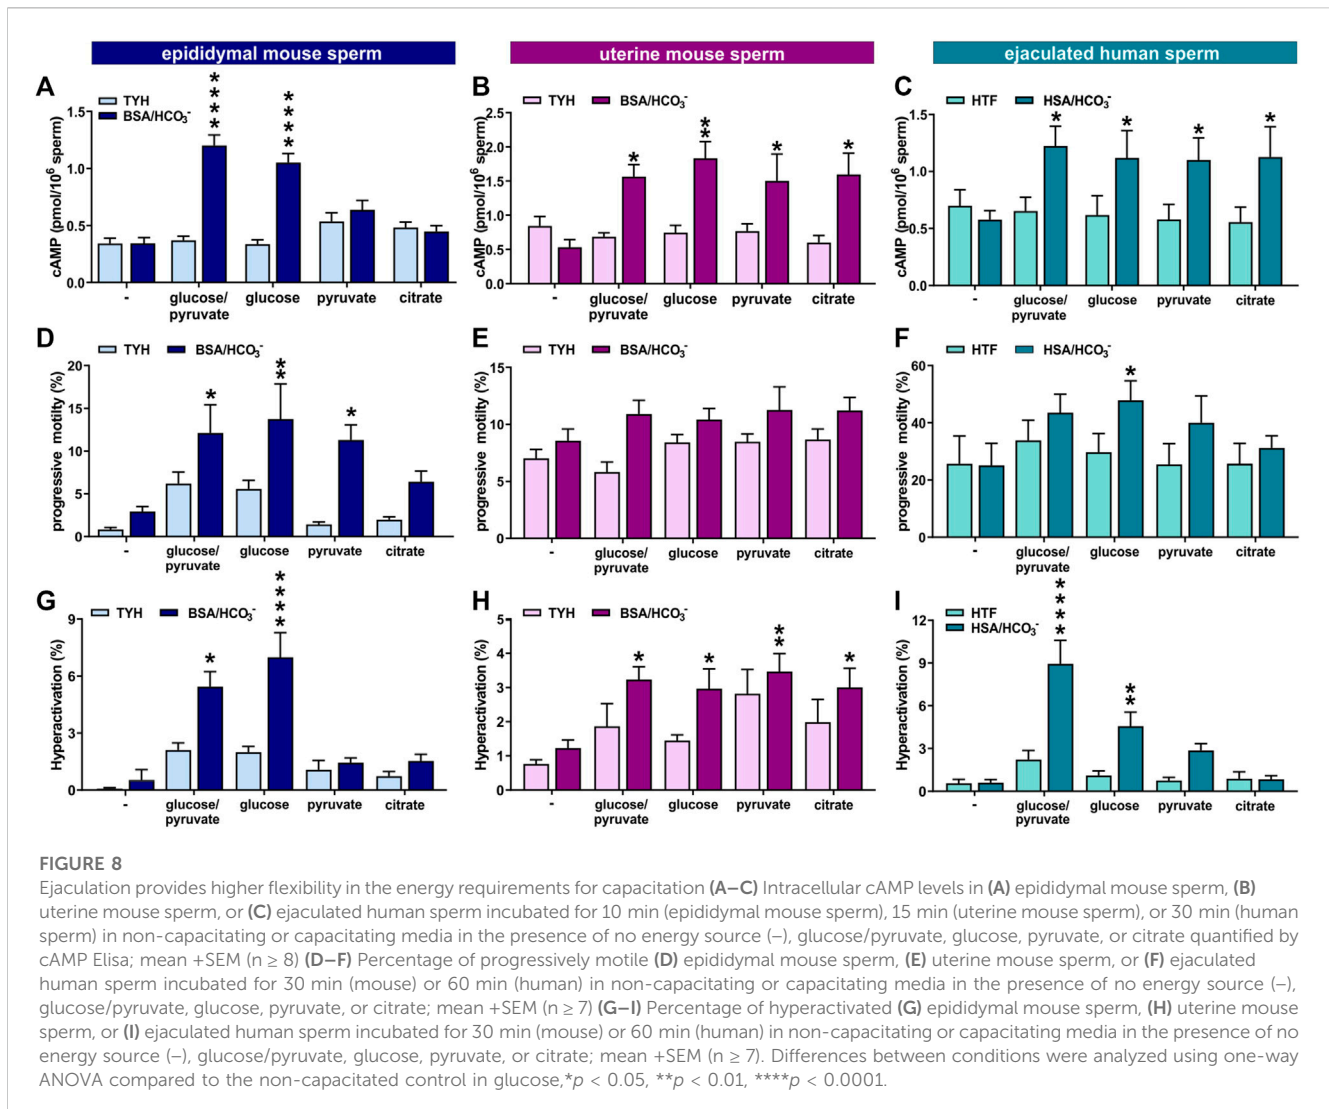 epididymal mouse sperm
uterine mouse sperm
ejaculated human sperm
A
TYH
BSA/HCO₃⁻
****
****
cAMP (pmol/10⁶ sperm)
1.5
1.0
0.5
0.0
-
glucose/
pyruvate
glucose
pyruvate
citrate
B
TYH
BSA/HCO₃⁻
*
**
*
*
cAMP (pmol/10⁶ sperm)
2.5
2.0
1.5
1.0
0.5
0.0
-
glucose/
pyruvate
glucose
pyruvate
citrate
C
HTF
HSA/HCO₃⁻
*
*
*
*
cAMP (pmol/10⁶ sperm)
1.5
1.0
0.5
0.0
-
glucose/
pyruvate
glucose
pyruvate
citrate
D
TYH
BSA/HCO₃⁻
*
**
*
progressive motilty (%)
20
15
10
5
0
-
glucose/
pyruvate
glucose
pyruvate
citrate
E
TYH
BSA/HCO₃⁻
progressive motility (%)
15
10
5
0
-
glucose/
pyruvate
glucose
pyruvate
citrate
F
HTF
HSA/HCO₃⁻
*
progressive motility (%)
60
40
20
0
-
glucose/
pyruvate
glucose
pyruvate
citrate
G
TYH
BSA/HCO₃⁻
*
****
Hyperactivation (%)
9
6
3
0
-
glucose/
pyruvate
glucose
pyruvate
citrate
H
TYH
BSA/HCO₃⁻
*
*
**
*
Hyperactivation (%)
5
4
3
2
1
0
-
glucose/
pyruvate
glucose
pyruvate
citrate
I
HTF
HSA/HCO₃⁻
****
**
Hyperactivation (%)
12
9
6
3
0
-
glucose/
pyruvate
glucose
pyruvate
citrate
FIGURE 8
Ejaculation provides higher flexibility in the energy requirements for capacitation (A–C) Intracellular cAMP levels in (A) epididymal mouse sperm, (B)
uterine mouse sperm, or (C) ejaculated human sperm incubated for 10 min (epididymal mouse sperm), 15 min (uterine mouse sperm), or 30 min (human
sperm) in non-capacitating or capacitating media in the presence of no energy source (–), glucose/pyruvate, glucose, pyruvate, or citrate quantified by
cAMP Elisa; mean +SEM (n ≥ 8) (D–F) Percentage of progressively motile (D) epididymal mouse sperm, (E) uterine mouse sperm, or (F) ejaculated
human sperm incubated for 30 min (mouse) or 60 min (human) in non-capacitating or capacitating media in the presence of no energy source (–),
glucose/pyruvate, glucose, pyruvate, or citrate; mean +SEM (n ≥ 7) (G–I) Percentage of hyperactivated (G) epididymal mouse sperm, (H) uterine mouse
sperm, or (I) ejaculated human sperm incubated for 30 min (mouse) or 60 min (human) in non-capacitating or capacitating media in the presence of no
energy source (–), glucose/pyruvate, glucose, pyruvate, or citrate; mean +SEM (n ≥ 7). Differences between conditions were analyzed using one-way
ANOVA compared to the non-capacitated control in glucose,*p < 0.05, **p < 0.01, ****p < 0.0001.